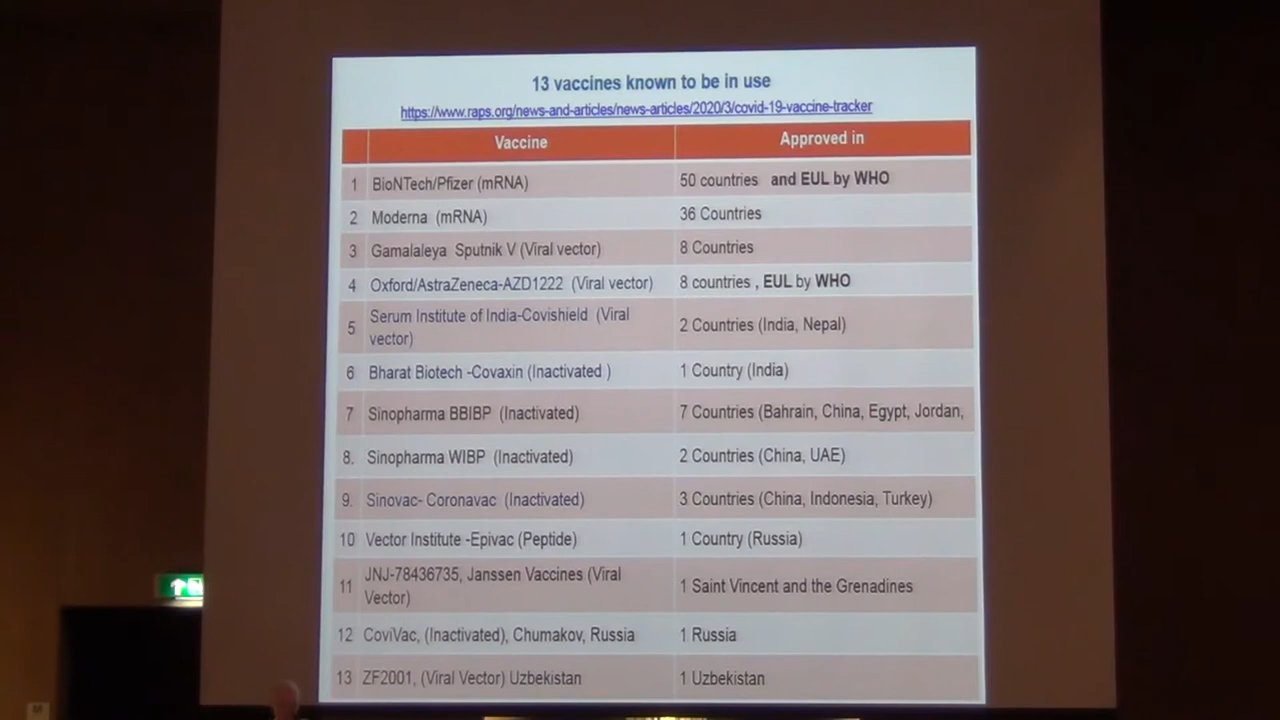 13 vaccines known to be in use
https://www.raps.org/news-and-articles/news-articles/2020/3/covid-19-vaccine-tracker
Vaccine Approved in
1 BioNTech/Pfizer (mRNA) 50 countries and EUL by WHO
2 Moderna (mRNA) 36 Countries
3 Gamalaleya Sputnik V (Viral vector) 8 Countries
4 Oxford/AstraZeneca-AZD1222 (Viral vector) 8 countries , EUL by WHO
5 Serum Institute of India-Covishield (Viral
vector) 2 Countries (India, Nepal)
6 Bharat Biotech -Covaxin (Inactivated ) 1 Country (India)
7 Sinopharma BBIBP (Inactivated) 7 Countries (Bahrain, China, Egypt, Jordan,
8. Sinopharma WIBP (Inactivated) 2 Countries (China, UAE)
9. Sinovac- Coronavac (Inactivated) 3 Countries (China, Indonesia, Turkey)
10 Vector Institute -Epivac (Peptide) 1 Country (Russia)
11 JNJ-78436735, Janssen Vaccines (Viral
Vector) 1 Saint Vincent and the Grenadines
12 CoviVac, (Inactivated), Chumakov, Russia 1 Russia
13 ZF2001, (Viral Vector) Uzbekistan 1 Uzbekistan